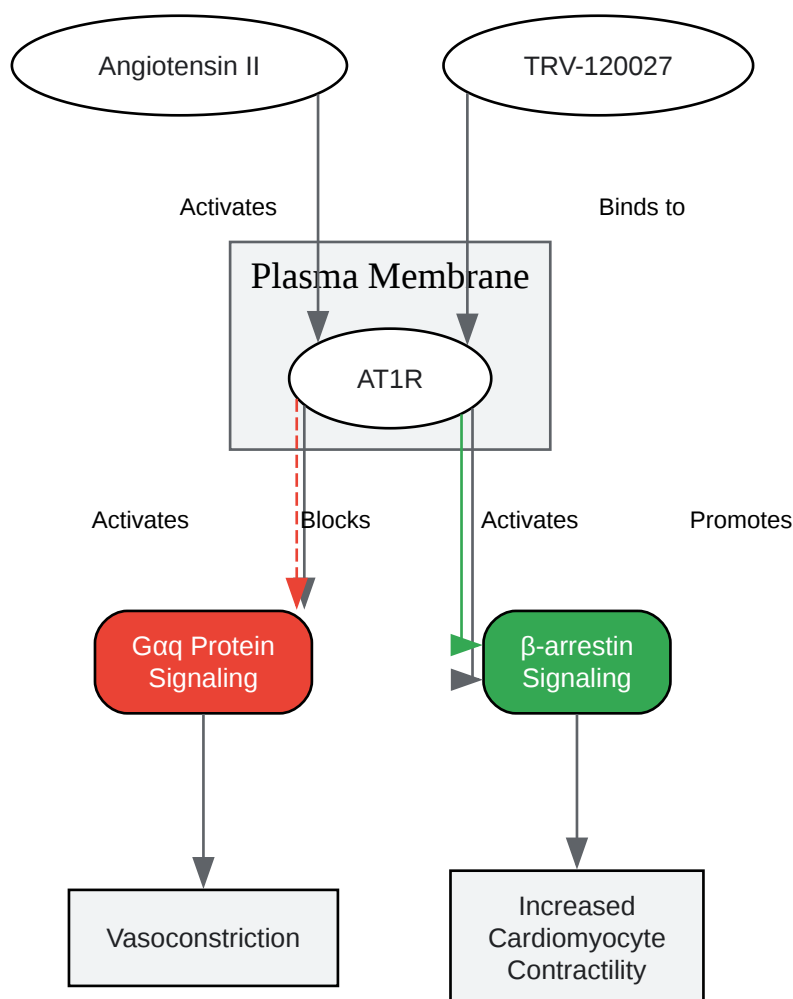 Angiotensin II
TRV-120027
Activates
Binds to
Plasma Membrane
AT1R
Activates
Blocks
Activates
Promotes
Gαq Protein
Signaling
β-arrestin
Signaling
Vasoconstriction
Increased
Cardiomyocyte
Contractility